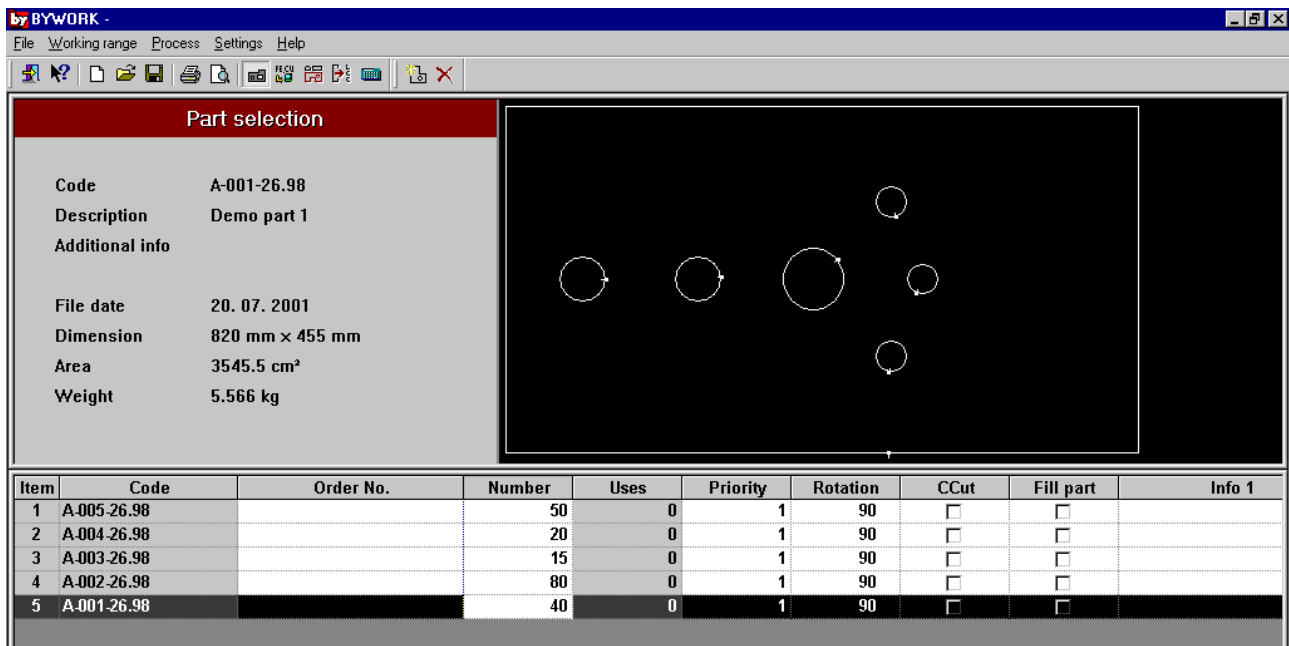 by BYWORK -
File Working range Process Settings Help
Part selection
Code A-001-26.98
Description Demo part 1
Additional info
File date 20. 07. 2001
Dimension 820 mm × 455 mm
Area 3545.5 cm²
Weight 5.566 kg
Item Code Order No. Number Uses Priority Rotation CCut Fill part Info 1
1 A-005-26.98 50 0 1 90
2 A-004-26.98 20 0 1 90
3 A-003-26.98 15 0 1 90
4 A-002-26.98 80 0 1 90
5 A-001-26.98 40 0 1 90